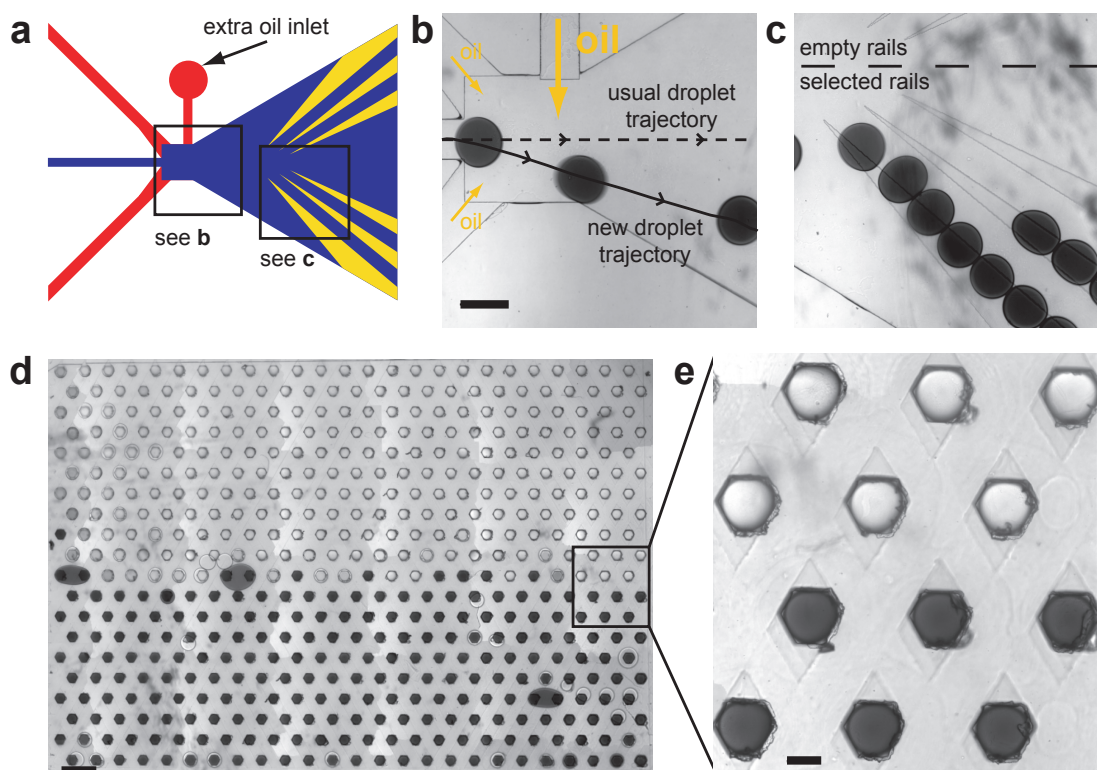 a
extra oil inlet
see b
see c
b
oil
oil
usual droplet
trajectory
oil
new droplet
trajectory
c
empty rails
selected rails
d
e